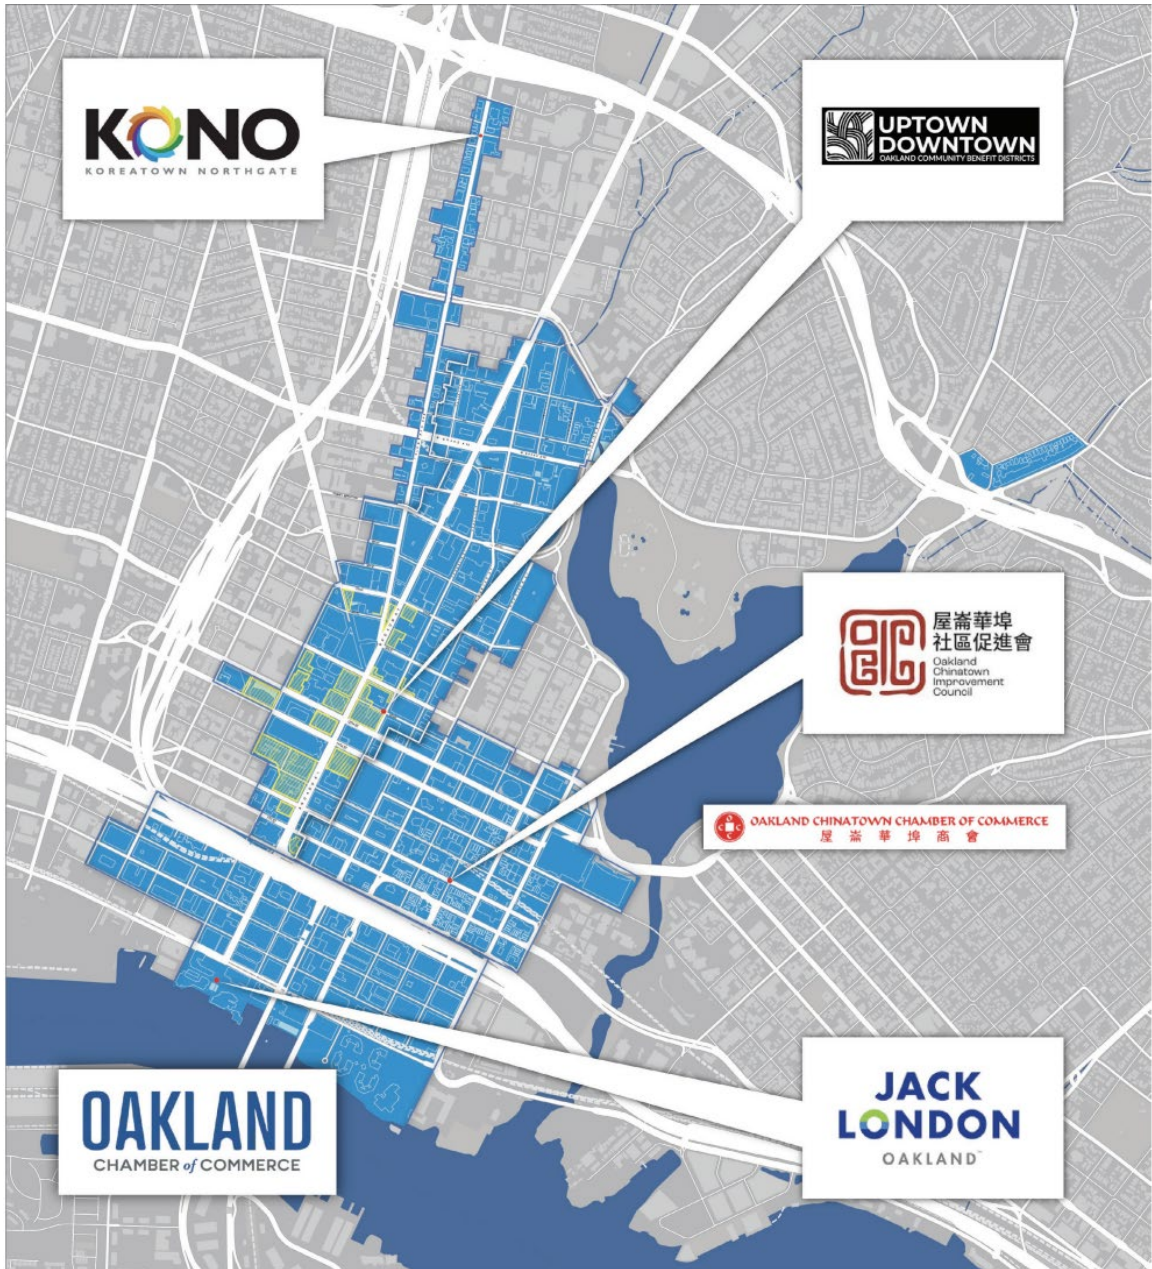 KONO
KOREATOWN NORTHGATE
UPTOWN
DOWNTOWN
OAKLAND COMMUNITY BENEFIT DISTRICTS
屋崙華埠
社區促進會
Oakland
Chinatown
Improvement
Council
OAKLAND CHINATOWN CHAMBER OF COMMERCE
屋崙華埠商會
OAKLAND
CHAMBER of COMMERCE
JACK
LONDON
OAKLAND™